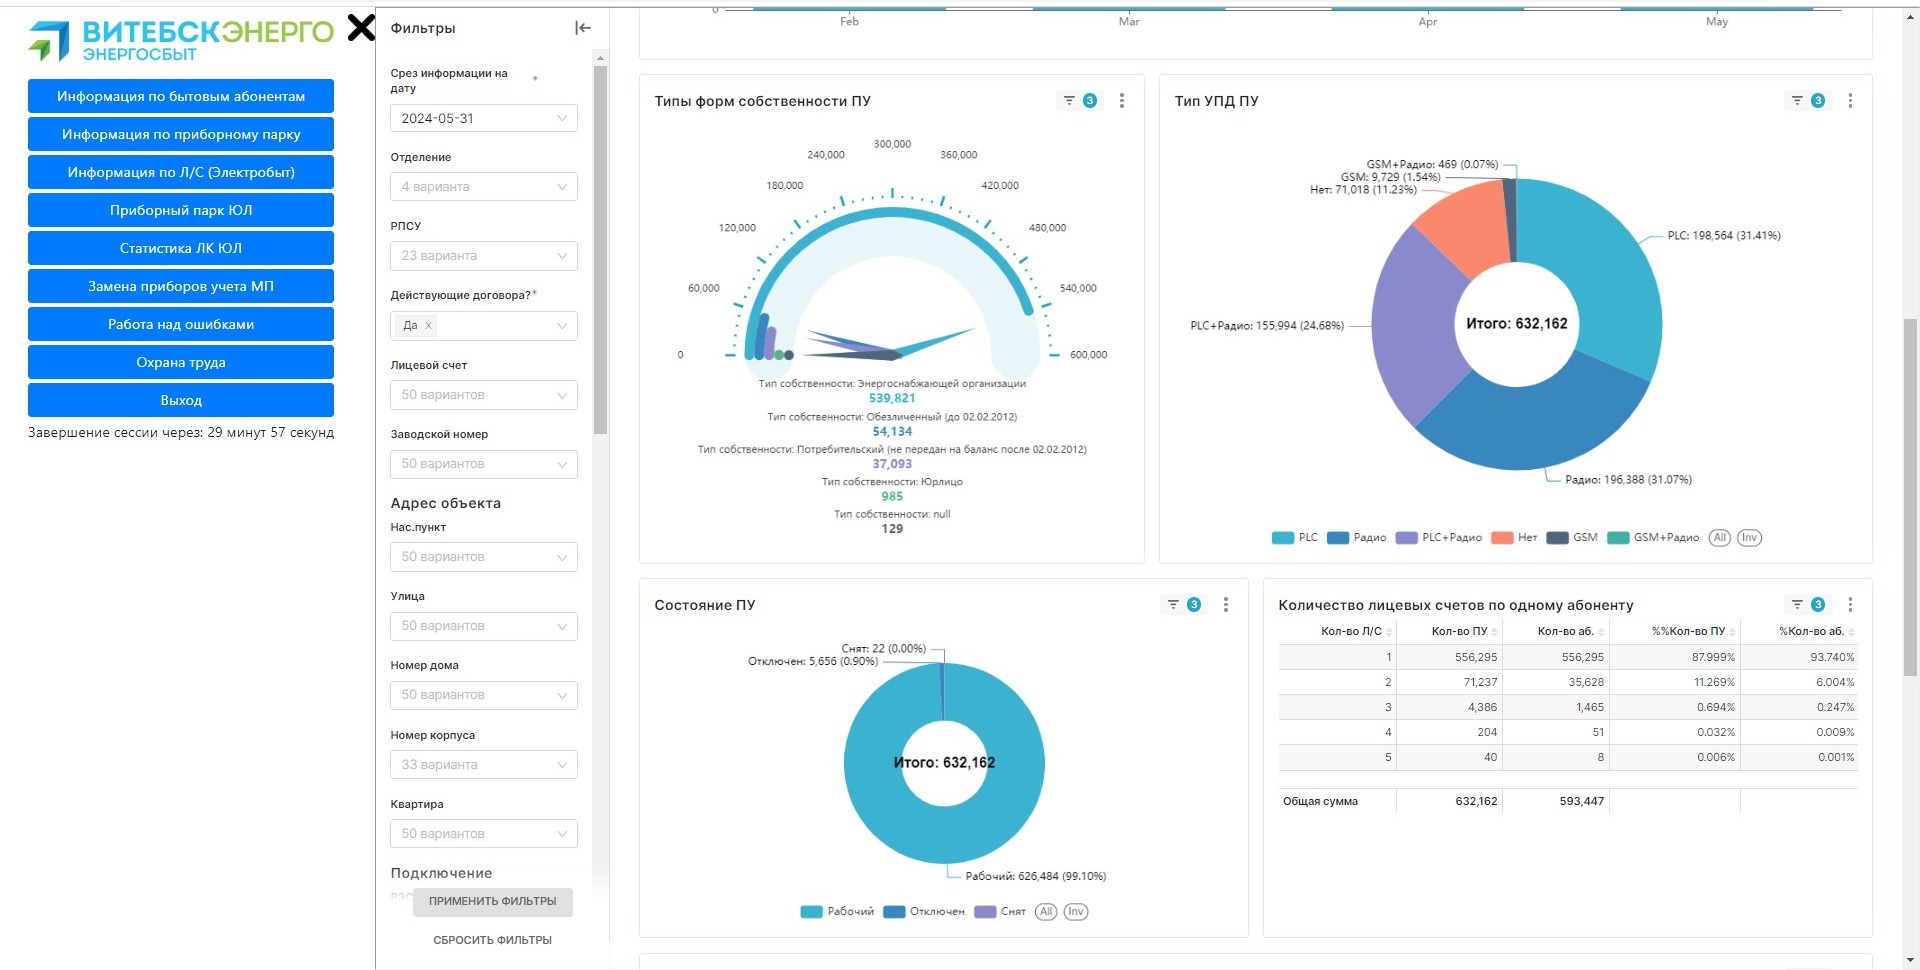 ВИТЕБСКЭНЕРГО
ЭНЕРГОСБЫТ
Информация по бытовым абонентам
Информация по приборному парку
Информация по Л/С (Электробыт)
Приборный парк ЮЛ
Статистика ЛК ЮЛ
Замена приборов учета МП
Работа над ошибками
Охрана труда
Выход
Завершение сессии через: 29 минут 57 секунд
Фильтры
Срез информации на
дату
*
2024-05-31
Отделение
4 варианта
РПСУ
23 варианта
Действующие договора?*
Да x
Лицевой счет
50 вариантов
Заводской номер
50 вариантов
Адрес объекта
Нас.пункт
50 вариантов
Улица
50 вариантов
Номер дома
50 вариантов
Номер корпуса
33 варианта
Квартира
50 вариантов
Подключение
РЭС
ПРИМЕНИТЬ ФИЛЬТРЫ
СБРОСИТЬ ФИЛЬТРЫ
0
Feb Mar Apr May
Типы форм собственности ПУ
3
300,000
240,000 360,000
180,000 420,000
120,000 480,000
60,000 540,000
0 600,000
Тип собственности: Энергоснабжающей организации
539,821
Тип собственности: Обезличенный (до 02.02.2012)
54,134
Тип собственности: Потребительский (не передан на баланс после 02.02.2012)
37,093
Тип собственности: Юрлицо
985
Тип собственности: null
129
Тип УПД ПУ
3
GSM+Радио: 469 (0.07%)
GSM: 9,729 (1.54%)
Нет: 71,018 (11.23%)
PLC: 198,564 (31.41%)
PLC+Радио: 155,994 (24.68%)
Итого: 632,162
Радио: 196,388 (31.07%)
PLC Радио PLC+Радио Нет GSM GSM+Радио All Inv
Состояние ПУ
3
Снят: 22 (0.00%)
Отключен: 5,656 (0.90%)
Итого: 632,162
Рабочий: 626,484 (99.10%)
Рабочий Отключен Снят All Inv
Количество лицевых счетов по одному абоненту
3
Кол-во Л/С Кол-во ПУ Кол-во аб. %%Кол-во ПУ %Кол-во аб.
1 556,295 556,295 87.999% 93.740%
2 71,237 35,628 11.269% 6.004%
3 4,386 1,465 0.694% 0.247%
4 204 51 0.032% 0.009%
5 40 8 0.006% 0.001%
Общая сумма 632,162 593,447